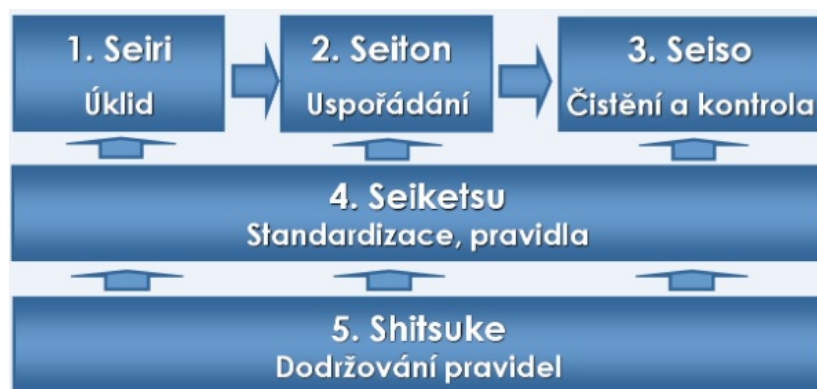 1. Seiri
Úklid
2. Seiton
Uspořádání
3. Seiso
Čistění a kontrola
4. Seiketsu
Standardizace, pravidla
5. Shitsuke
Dodržování pravidel